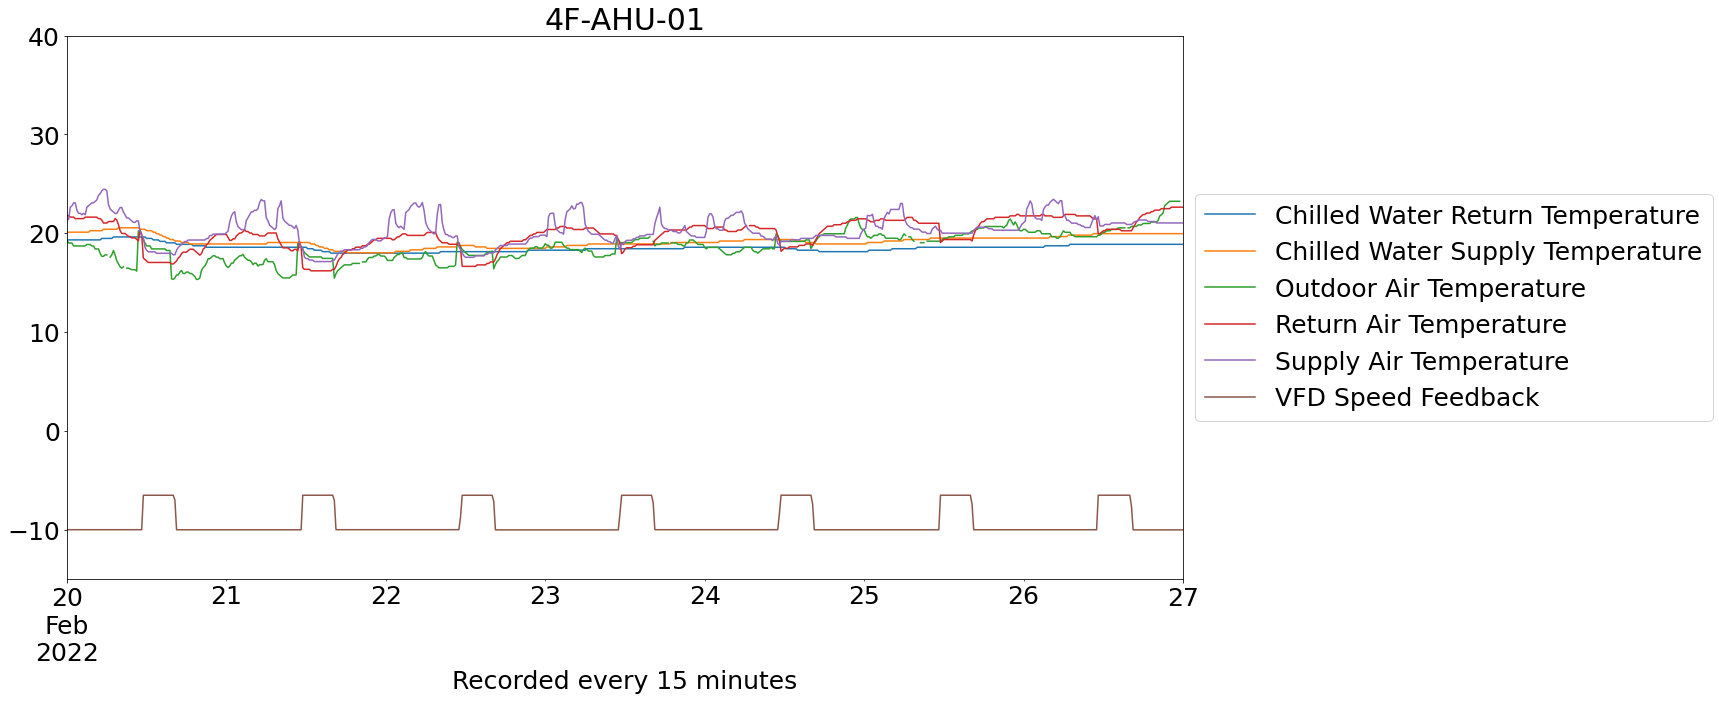 4F-AHU-01
40
30
20
10
0
−10
20
Feb
2022
21
22
23
24
25
26
27
Recorded every 15 minutes
Chilled Water Return Temperature
Chilled Water Supply Temperature
Outdoor Air Temperature
Return Air Temperature
Supply Air Temperature
VFD Speed Feedback